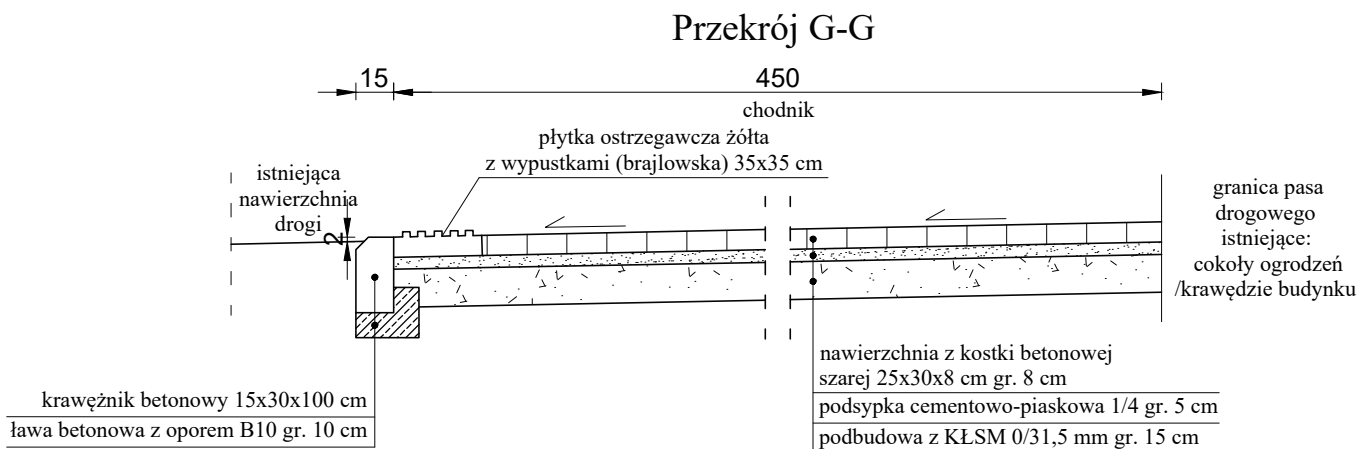 Przekrój G-G
15
450
chodnik
płytka ostrzegawcza żółta
z wypustkami (brajlowska) 35x35 cm
istniejąca
nawierzchnia
drogi
2
granica pasa
drogowego
istniejące:
cokoły ogrodzeń
/krawędzie budynku
nawierzchnia z kostki betonowej
szarej 25x30x8 cm gr. 8 cm
podsypka cementowo-piaskowa 1/4 gr. 5 cm
podbudowa z KŁSM 0/31,5 mm gr. 15 cm
krawężnik betonowy 15x30x100 cm
ława betonowa z oporem B10 gr. 10 cm